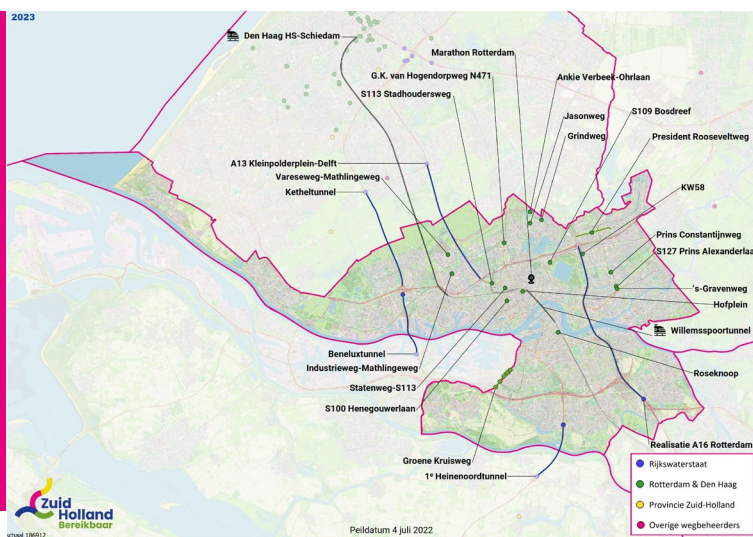 2023
Den Haag HS-Schiedam
Marathon Rotterdam
G.K. van Hogendorpweg N471
Ankie Verbeek-Ohrlaan
S113 Stadhoudersweg
S109 Bosdreef
Jasonweg
Grindweg
President Rooseveltweg
A13 Kleinpolderplein-Delft
Vareseweg-Mathlingeweg
Ketheltunnel
KW58
Prins Constantijnweg
S127 Prins Alexanderlaa
's-Gravenweg
Hofplein
Willemsspoortunnel
Beneluxtunnel
Industrieweg-Mathlingeweg
Roseknoop
Statenweg-S113
S100 Henegouwerlaan
Realisatie A16 Rotterdam
Groene Kruisweg
1e Heinenoordtunnel
Rijkswaterstaat
Rotterdam & Den Haag
Provincie Zuid-Holland
Overige wegbeheerders
Zuid
Holland
Bereikbaar
Peildatum 4 juli 2022
schaal 186912